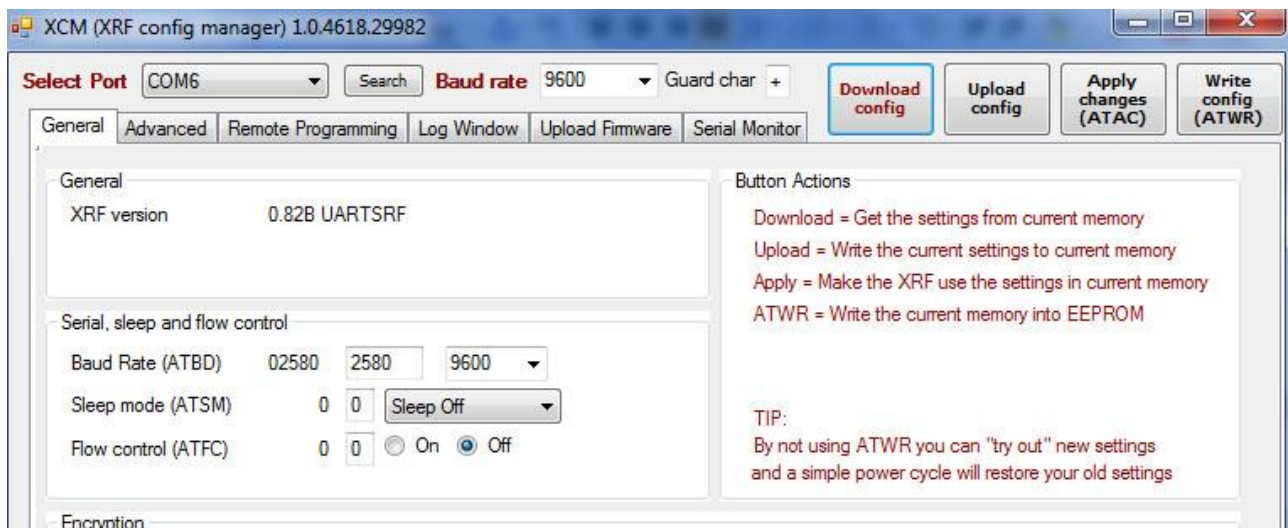 XCM (XRF config manager) 1.0.4618.29982
Select Port COM6 Search Baud rate 9600 Guard char +
Download config
Upload config
Apply changes (ATAC)
Write config (ATWR)
General Advanced Remote Programming Log Window Upload Firmware Serial Monitor
General
XRF version 0.82B UARTSRF
Button Actions
Download = Get the settings from current memory
Upload = Write the current settings to current memory
Apply = Make the XRF use the settings in current memory
ATWR = Write the current memory into EEPROM
TIP:
By not using ATWR you can "try out" new settings
and a simple power cycle will restore your old settings
Serial, sleep and flow control
Baud Rate (ATBD) 02580 2580 9600
Sleep mode (ATSM) 0 0 Sleep Off
Flow control (ATFC) 0 0 On Off
Encryption